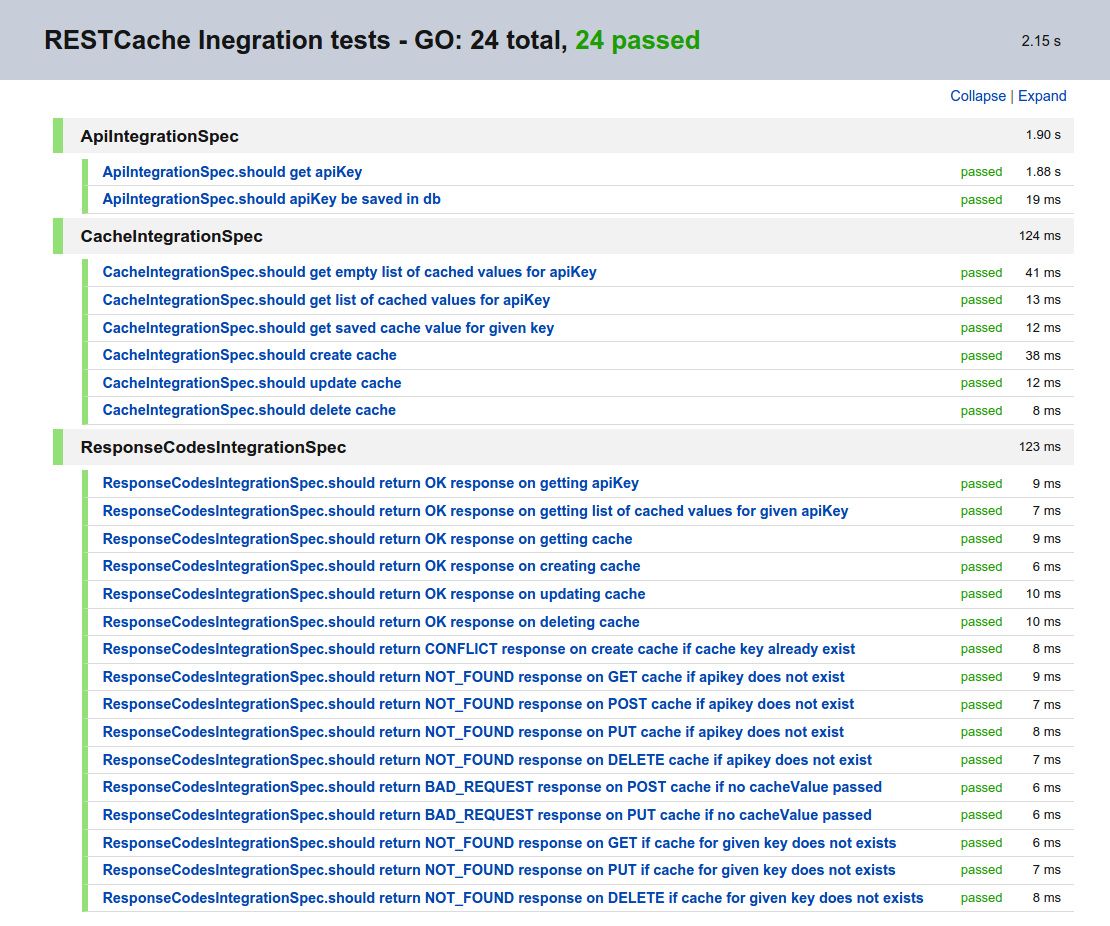 RESTCache Inegration tests - GO: 24 total, 24 passed 2.15 s
Collapse | Expand
ApiIntegrationSpec 1.90 s
ApiIntegrationSpec.should get apiKey passed 1.88 s
ApiIntegrationSpec.should apiKey be saved in db passed 19 ms
CacheIntegrationSpec 124 ms
CacheIntegrationSpec.should get empty list of cached values for apiKey passed 41 ms
CacheIntegrationSpec.should get list of cached values for apiKey passed 13 ms
CacheIntegrationSpec.should get saved cache value for given key passed 12 ms
CacheIntegrationSpec.should create cache passed 38 ms
CacheIntegrationSpec.should update cache passed 12 ms
CacheIntegrationSpec.should delete cache passed 8 ms
ResponseCodesIntegrationSpec 123 ms
ResponseCodesIntegrationSpec.should return OK response on getting apiKey passed 9 ms
ResponseCodesIntegrationSpec.should return OK response on getting list of cached values for given apiKey passed 7 ms
ResponseCodesIntegrationSpec.should return OK response on getting cache passed 9 ms
ResponseCodesIntegrationSpec.should return OK response on creating cache passed 6 ms
ResponseCodesIntegrationSpec.should return OK response on updating cache passed 10 ms
ResponseCodesIntegrationSpec.should return OK response on deleting cache passed 10 ms
ResponseCodesIntegrationSpec.should return CONFLICT response on create cache if cache key already exist passed 8 ms
ResponseCodesIntegrationSpec.should return NOT_FOUND response on GET cache if apikey does not exist passed 9 ms
ResponseCodesIntegrationSpec.should return NOT_FOUND response on POST cache if apikey does not exist passed 7 ms
ResponseCodesIntegrationSpec.should return NOT_FOUND response on PUT cache if apikey does not exist passed 8 ms
ResponseCodesIntegrationSpec.should return NOT_FOUND response on DELETE cache if apikey does not exist passed 7 ms
ResponseCodesIntegrationSpec.should return BAD_REQUEST response on POST cache if no cacheValue passed passed 6 ms
ResponseCodesIntegrationSpec.should return BAD_REQUEST response on PUT cache if no cacheValue passed passed 6 ms
ResponseCodesIntegrationSpec.should return NOT_FOUND response on GET if cache for given key does not exists passed 6 ms
ResponseCodesIntegrationSpec.should return NOT_FOUND response on PUT if cache for given key does not exists passed 7 ms
ResponseCodesIntegrationSpec.should return NOT_FOUND response on DELETE if cache for given key does not exists passed 8 ms